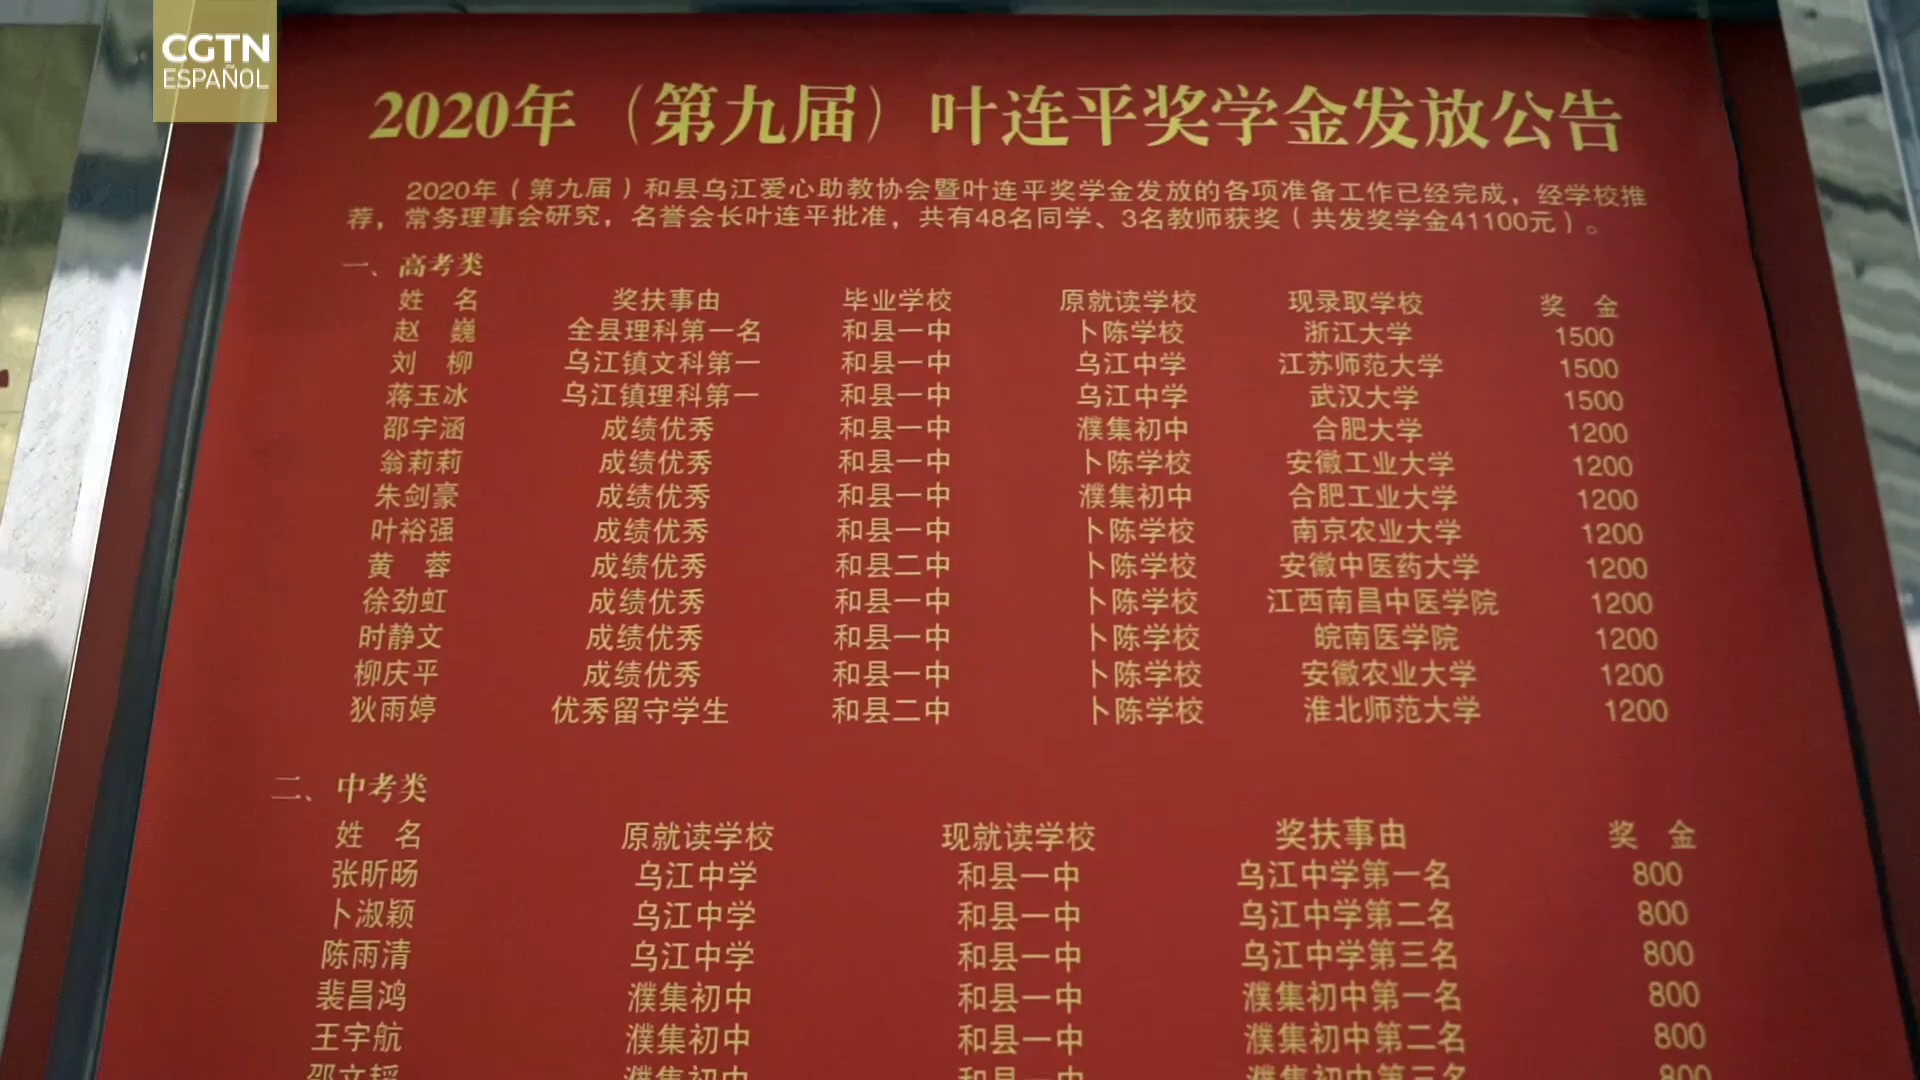 CGTN
ESPAÑOL
2020年（第九届）叶连平奖学金发放公告
2020年（第九届）和县乌江爱心助教协会暨叶连平奖学金发放的各项准备工作已经完成，经学校推
荐，常务理事会研究，名誉会长叶连平批准，共有48名同学、3名教师获奖（共发奖学金41100元）。
一、高考类
姓 名 奖扶事由 毕业学校 原就读学校 现录取学校 奖 金
赵 巍 全县理科第一名 和县一中 卜陈学校 浙江大学 1500
刘 柳 乌江镇文科第一 和县一中 乌江中学 江苏师范大学 1500
蒋玉冰 乌江镇理科第一 和县一中 乌江中学 武汉大学 1500
邵宇涵 成绩优秀 和县一中 濮集初中 合肥大学 1200
翁莉莉 成绩优秀 和县一中 卜陈学校 安徽工业大学 1200
朱剑豪 成绩优秀 和县一中 濮集初中 合肥工业大学 1200
叶裕强 成绩优秀 和县一中 卜陈学校 南京农业大学 1200
黄 蓉 成绩优秀 和县二中 卜陈学校 安徽中医药大学 1200
徐劲虹 成绩优秀 和县一中 卜陈学校 江西南昌中医学院 1200
时静文 成绩优秀 和县一中 卜陈学校 皖南医学院 1200
柳庆平 成绩优秀 和县一中 卜陈学校 安徽农业大学 1200
狄雨婷 优秀留守学生 和县二中 卜陈学校 淮北师范大学 1200
二、中考类
姓 名 原就读学校 现就读学校 奖扶事由 奖 金
张昕旸 乌江中学 和县一中 乌江中学第一名 800
卜淑颖 乌江中学 和县一中 乌江中学第二名 800
陈雨清 乌江中学 和县一中 乌江中学第三名 800
裴昌鸿 濮集初中 和县一中 濮集初中第一名 800
王宇航 濮集初中 和县一中 濮集初中第二名 800
濮集初中 和县一中 濮集初中第三名 800